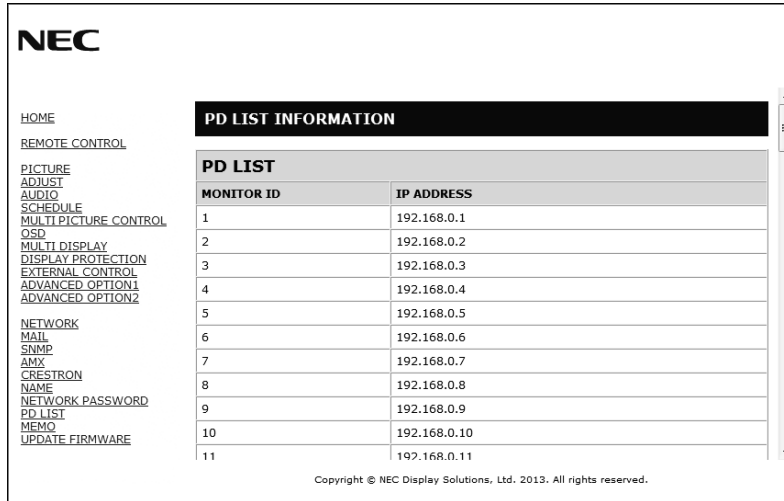 NEC
HOME
REMOTE CONTROL
PICTURE
ADJUST
AUDIO
SCHEDULE
MULTI PICTURE CONTROL
OSD
MULTI DISPLAY
DISPLAY PROTECTION
EXTERNAL CONTROL
ADVANCED OPTION1
ADVANCED OPTION2
NETWORK
MAIL
SNMP
AMX
CRESTRON
NAME
NETWORK PASSWORD
PD LIST
MEMO
UPDATE FIRMWARE
PD LIST INFORMATION
PD LIST
MONITOR ID IP ADDRESS
1 192.168.0.1
2 192.168.0.2
3 192.168.0.3
4 192.168.0.4
5 192.168.0.5
6 192.168.0.6
7 192.168.0.7
8 192.168.0.8
9 192.168.0.9
10 192.168.0.10
11 192.168.0.11
Copyright © NEC Display Solutions, Ltd. 2013. All rights reserved.